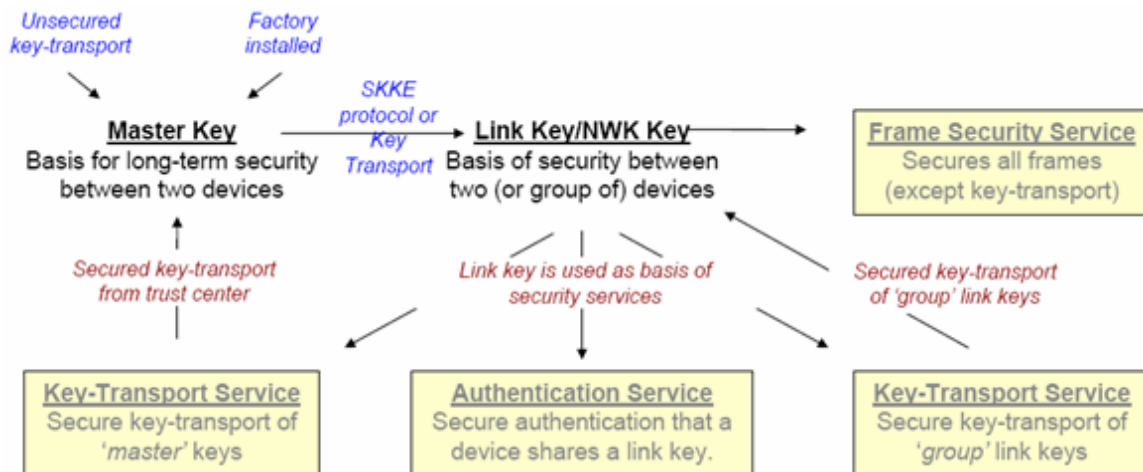 Unsecured
key-transport
Factory
installed
SKKE
protocol or
Key
Transport
Master Key
Basis for long-term security
between two devices
Link Key/NWK Key
Basis of security between
two (or group of) devices
Frame Security Service
Secures all frames
(except key-transport)
Secured key-transport
from trust center
Link key is used as basis of
security services
Secured key-transport
of ‘group’ link keys
Key-Transport Service
Secure key-transport of
‘master’ keys
Authentication Service
Secure authentication that a
device shares a link key.
Key-Transport Service
Secure key-transport of
‘group’ link keys